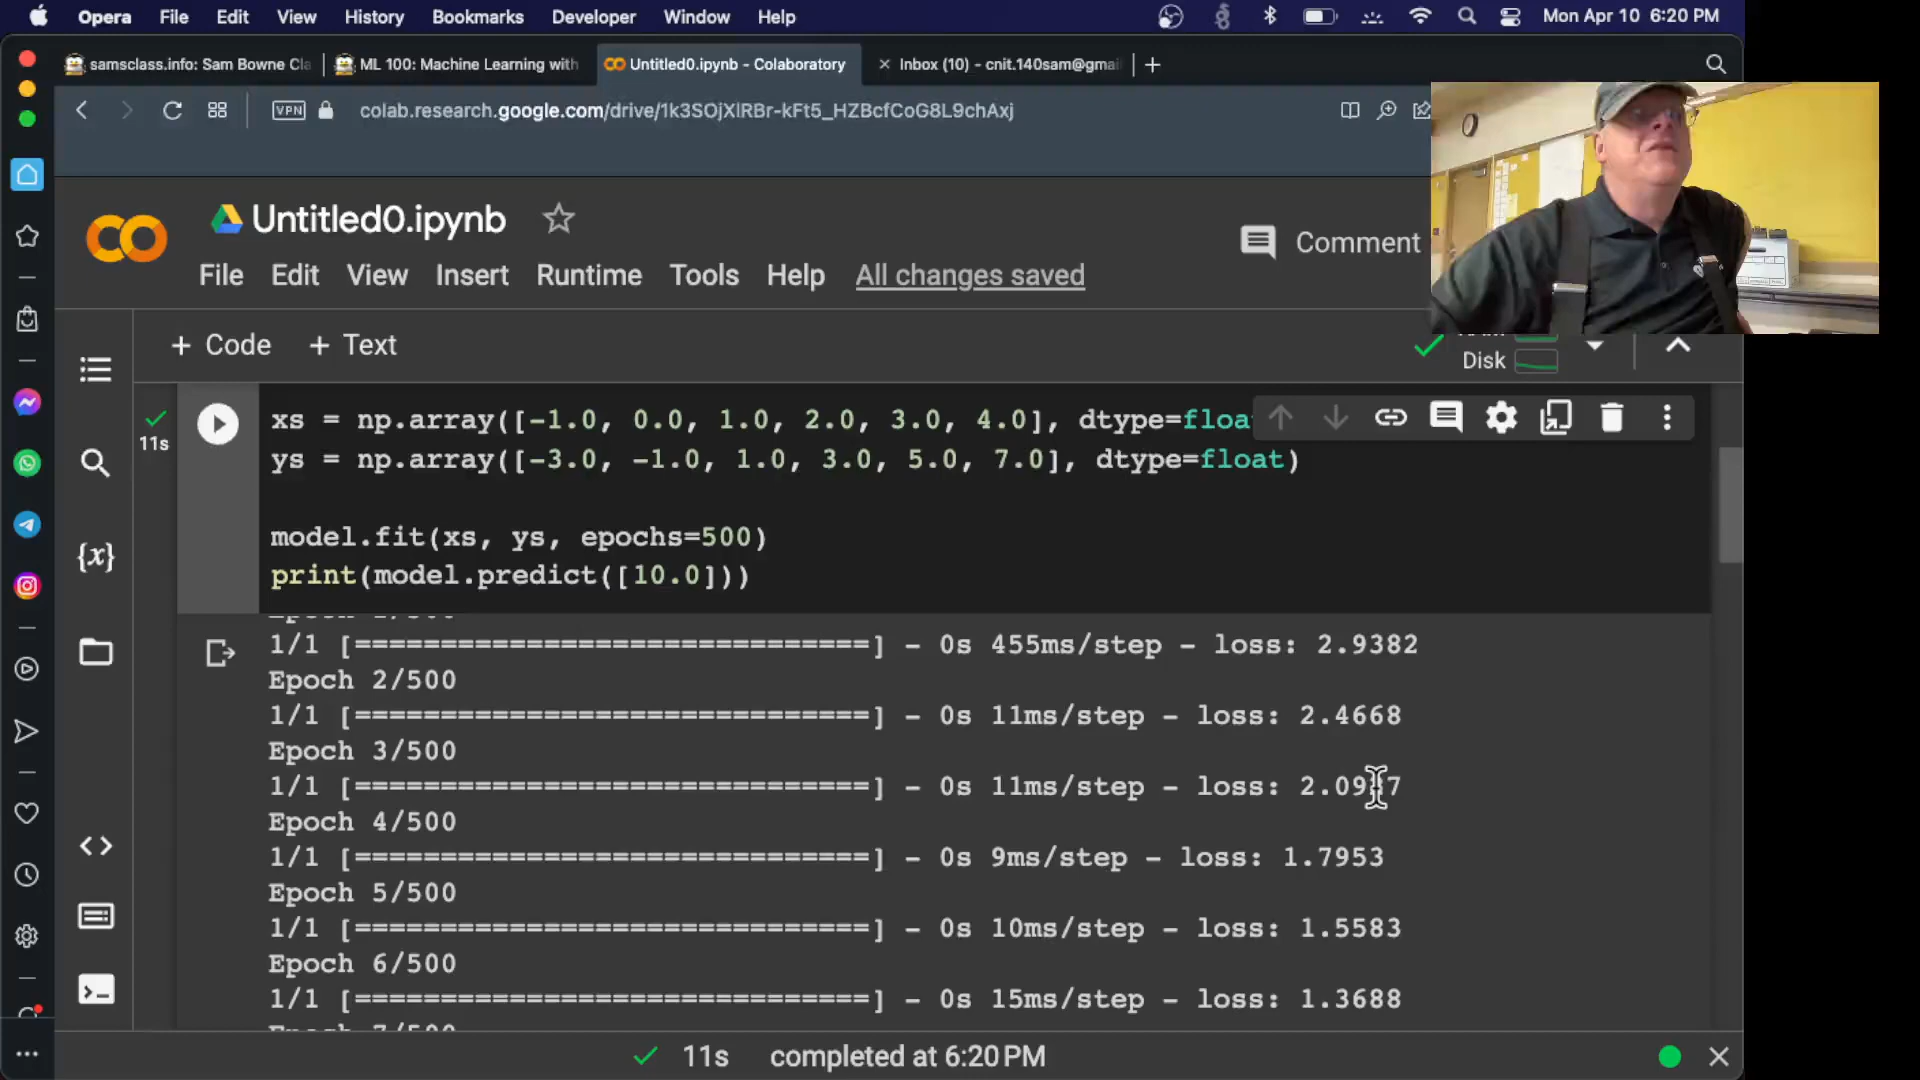 Opera File Edit View History Bookmarks Developer Window Help Mon Apr 10 6:20 PM
samsclass.info: Sam Bowne Cla ML 100: Machine Learning with Untitled0.ipynb - Colaboratory Inbox (10) - cnit.140sam@gmai
VPN colab.research.google.com/drive/1k3SOjXlRBr-kFt5_HZBcfCoG8L9chAxj
Untitled0.ipynb
Comment
File Edit View Insert Runtime Tools Help All changes saved
+ Code + Text
Disk
xs = np.array([-1.0, 0.0, 1.0, 2.0, 3.0, 4.0], dtype=floa
11s
ys = np.array([-3.0, -1.0, 1.0, 3.0, 5.0, 7.0], dtype=float)
{x}
model.fit(xs, ys, epochs=500)
print(model.predict([10.0]))
1/1 [==============================] - 0s 455ms/step - loss: 2.9382
Epoch 2/500
1/1 [==============================] - 0s 11ms/step - loss: 2.4668
Epoch 3/500
1/1 [==============================] - 0s 11ms/step - loss:
Epoch 4/500
1/1 [==============================] - 0s 9ms/step - loss: 1.7953
Epoch 5/500
1/1 [==============================] - 0s 10ms/step - loss: 1.5583
Epoch 6/500
1/1 [==============================] - 0s 15ms/step - loss: 1.3688
Epoch 7/500
11s completed at 6:20 PM